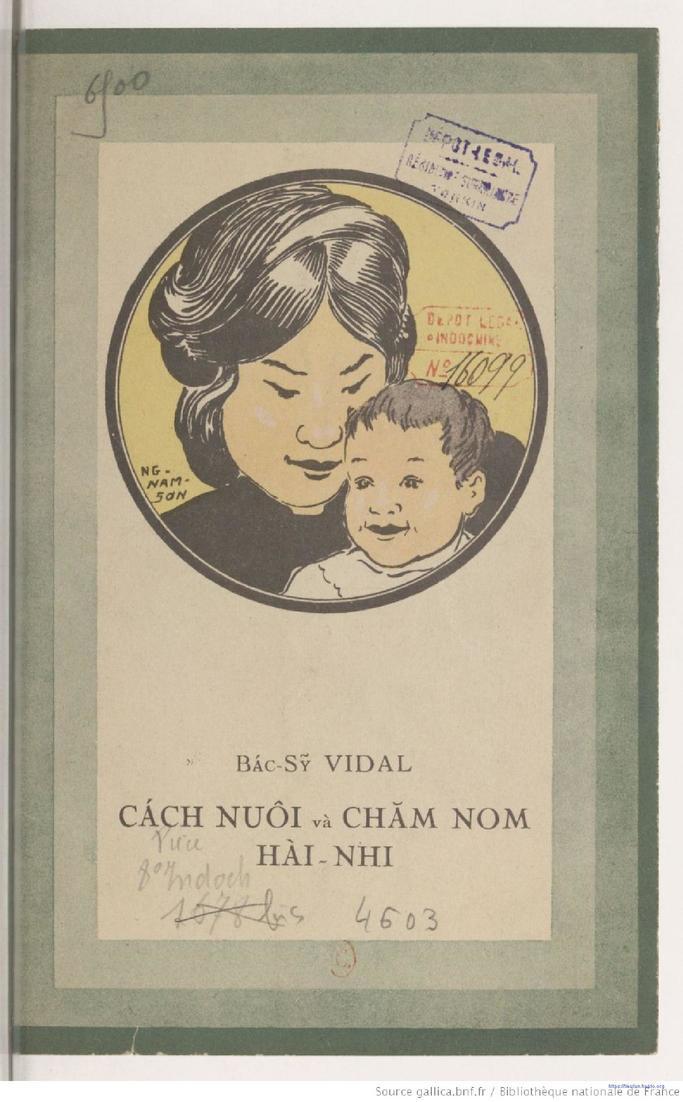 6900
DEPOT LEGAL
DEPOT LEGAL
INDOCHINE
Nº 16099
NG-
NAM-
SƠN
BÁC-SỸ VIDAL
CÁCH NUÔI và CHĂM NOM
HÀI-NHI
8º Indoch
4603
Source gallica.bnf.fr / Bibliothèque nationale de France